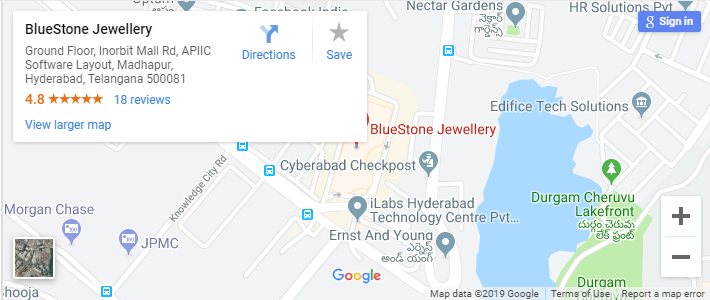 BlueStone Jewellery
Ground Floor, Inorbit Mall Rd, APIIC
Software Layout, Madhapur,
Hyderabad, Telangana 500081
4.8 ★★★★★ 18 reviews
View larger map
Directions
Save
Nectar Gardens
నెక్టార్
గార్డెన్స్
HR Solutions Pvt
Sign in
Edifice Tech Solutions
BlueStone Jewellery
Cyberabad Checkpost
Knowledge City Rd
iLabs Hyderabad
Technology Centre Pvt...
Durgam Cheruvu
Lakefront
దుర్గం చెరువు
లేక్ ఫ్రంట్
Morgan Chase
JPMC
Ernst And Young
ఎర్నెస్ట్
అండ్ యంగ్
Google
Durgam
Bhooja
Map data ©2019 Google
Terms of Use
Report a map error